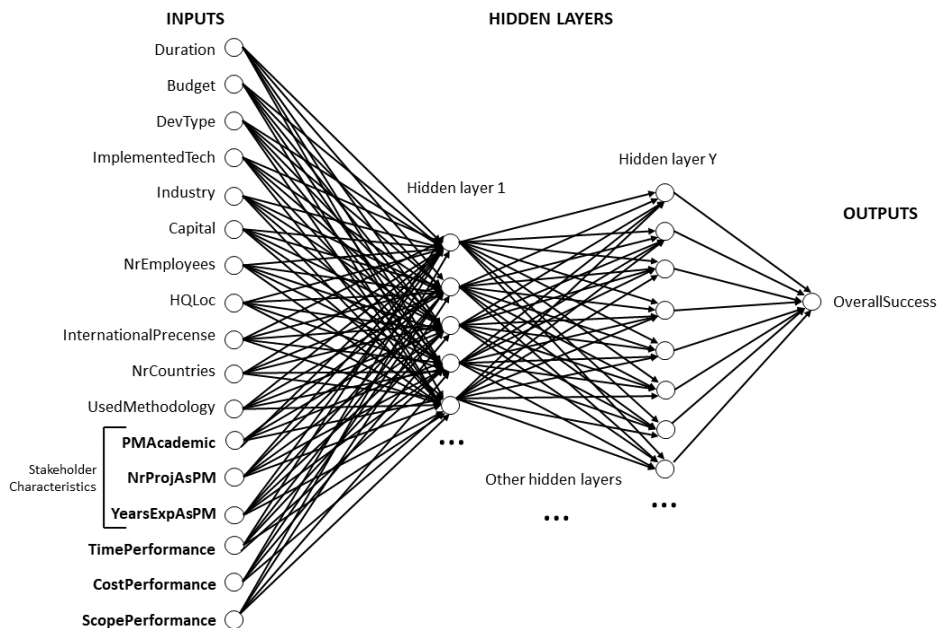 INPUTS
HIDDEN LAYERS
Duration
Budget
DevType
ImplementedTech
Industry
Capital
NrEmployees
HQLoc
InternationalPrecense
NrCountries
UsedMethodology
PMAcademic
NrProjAsPM
YearsExpAsPM
TimePerformance
CostPerformance
ScopePerformance
Stakeholder
Characteristics
Hidden layer 1
...
Hidden layer Y
Other hidden layers
...
...
OUTPUTS
OverallSuccess